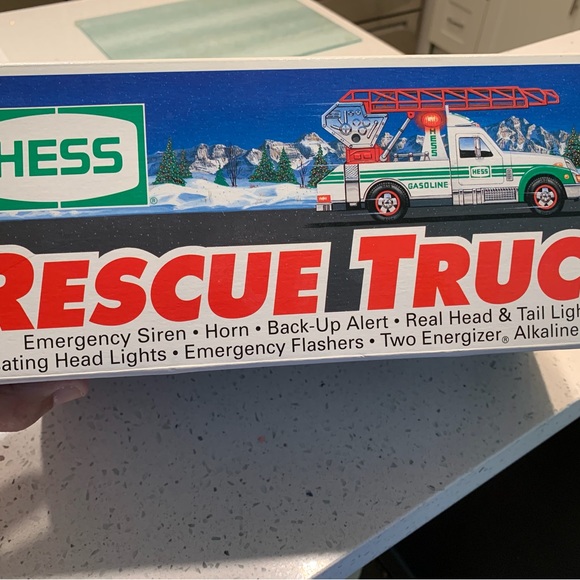 HESS
HESS
GASOLINE
HESS
RESCUE TRUC
Emergency Siren • Horn • Back-Up Alert • Real Head & Tail Ligh
ating Head Lights • Emergency Flashers • Two Energizer® Alkaline